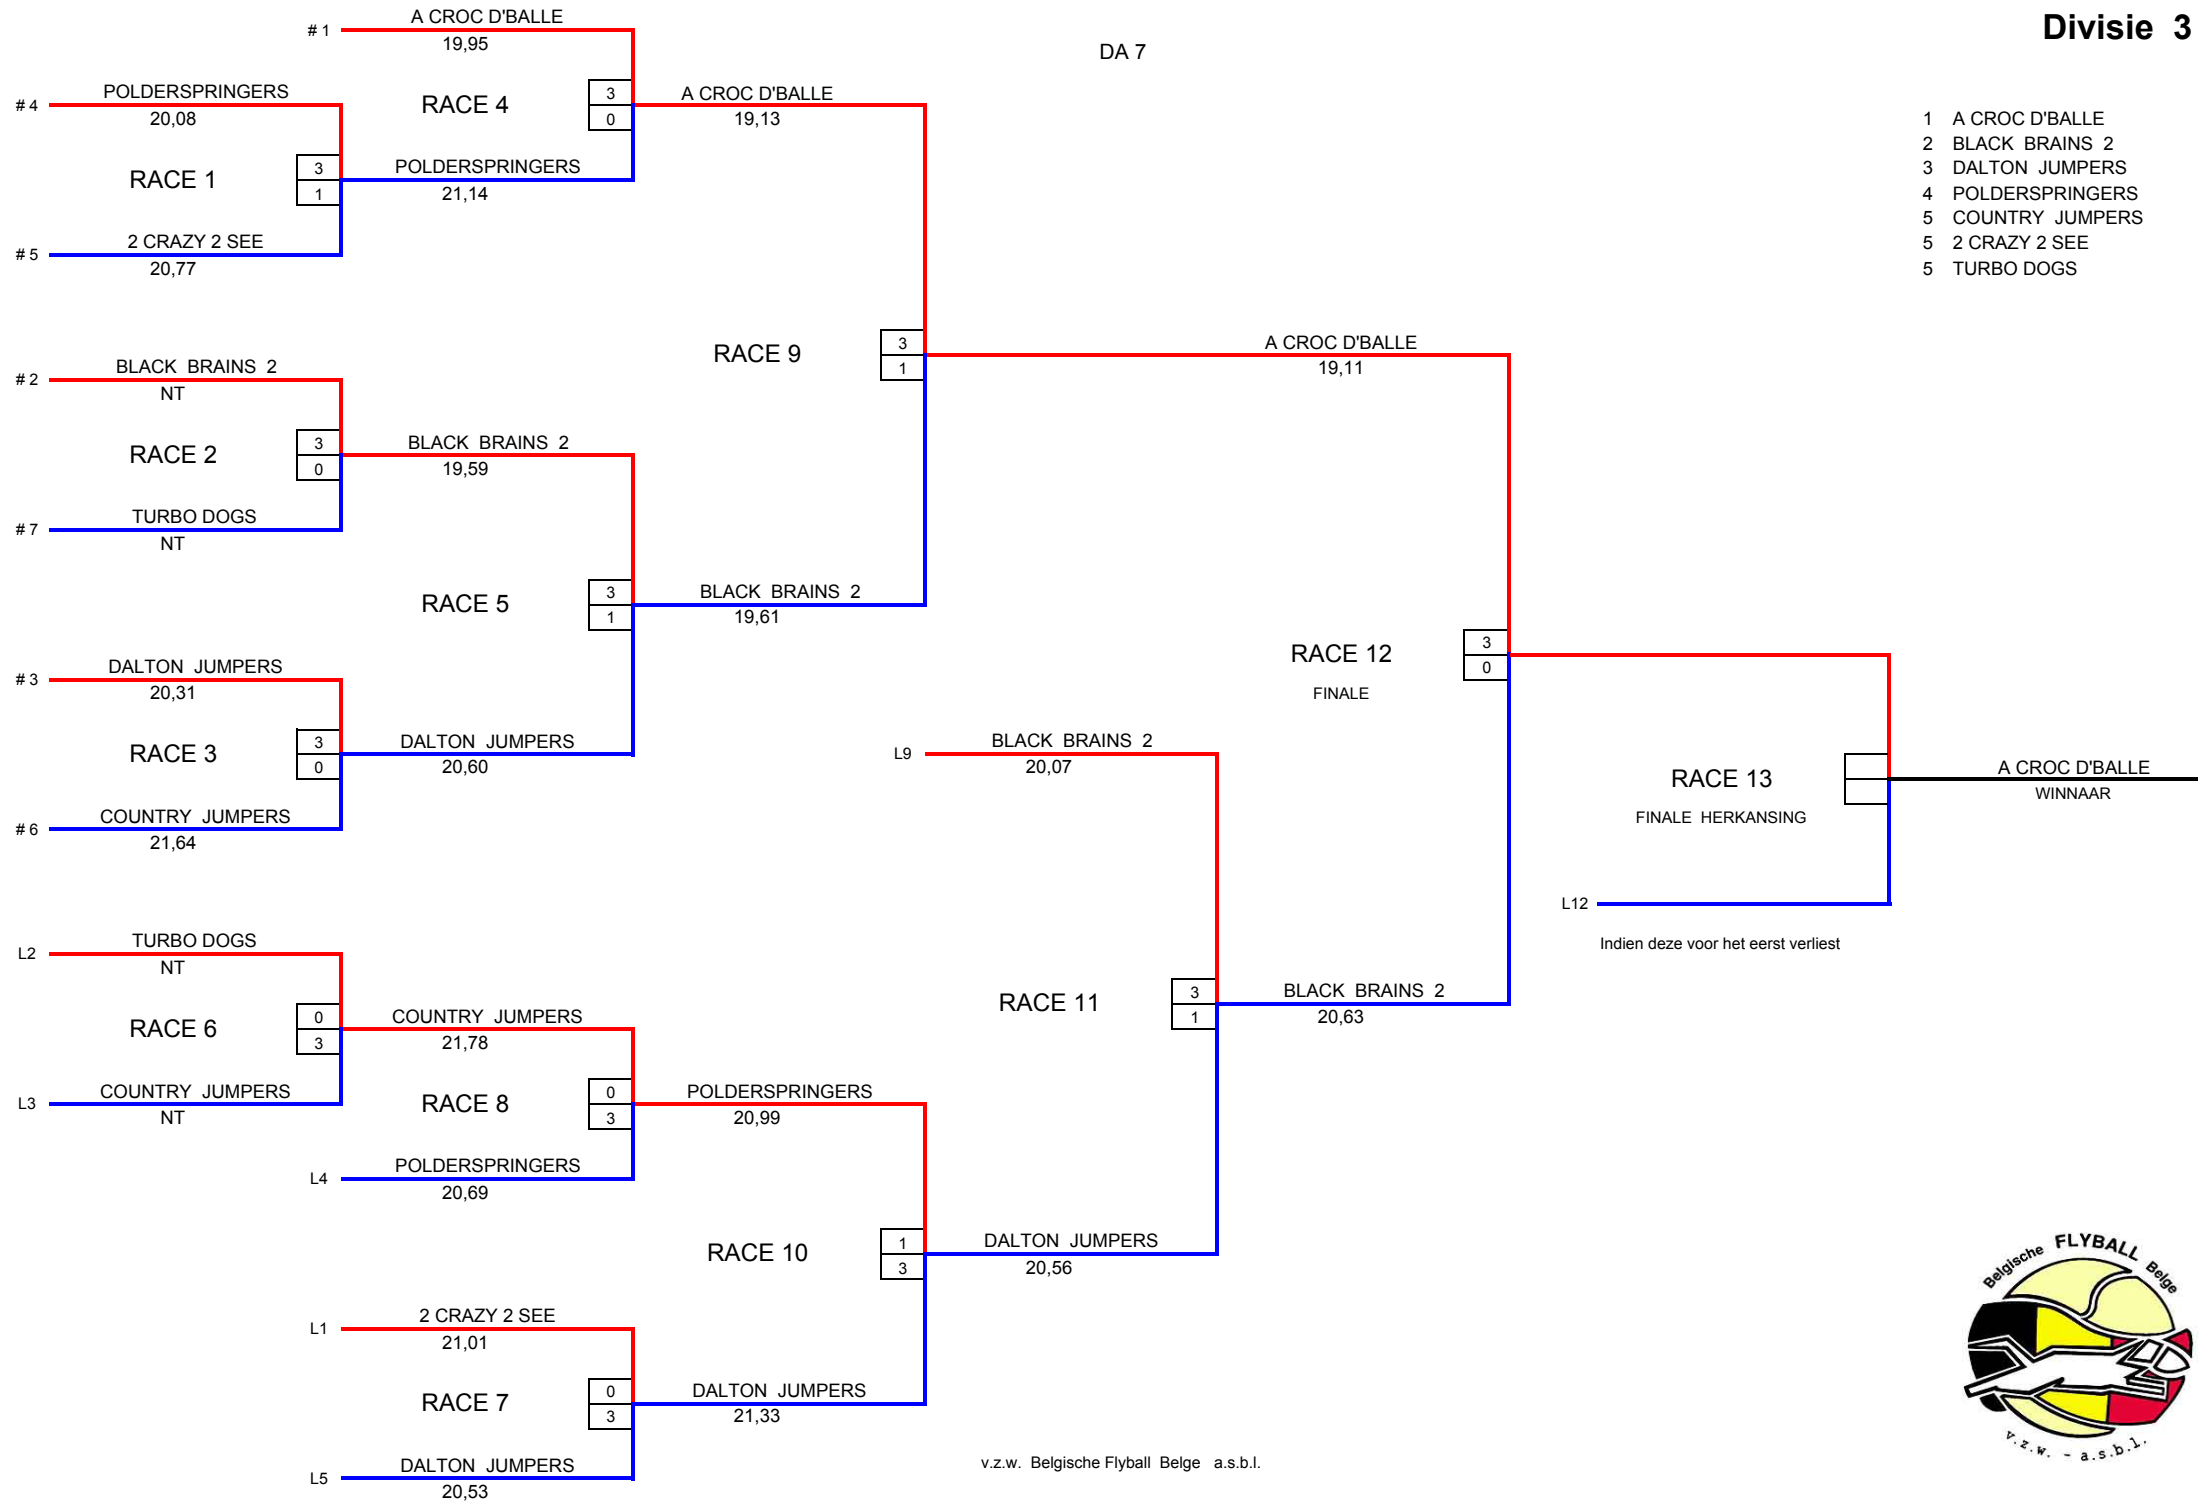 Divisie 3
DA 7
1 A CROC D'BALLE
2 BLACK BRAINS 2
3 DALTON JUMPERS
4 POLDERSPRINGERS
5 COUNTRY JUMPERS
5 2 CRAZY 2 SEE
5 TURBO DOGS
# 1 A CROC D'BALLE
19,95
# 4 POLDERSPRINGERS
20,08
RACE 4
3
0
A CROC D'BALLE
19,13
RACE 1
3
1
POLDERSPRINGERS
21,14
# 5 2 CRAZY 2 SEE
20,77
# 2 BLACK BRAINS 2
NT
RACE 9
3
1
A CROC D'BALLE
19,11
RACE 2
3
0
BLACK BRAINS 2
19,59
# 7 TURBO DOGS
NT
RACE 5
3
1
BLACK BRAINS 2
19,61
# 3 DALTON JUMPERS
20,31
RACE 12
3
0
FINALE
RACE 3
3
0
DALTON JUMPERS
20,60
L9 BLACK BRAINS 2
20,07
RACE 13
FINALE HERKANSING
A CROC D'BALLE
WINNAAR
# 6 COUNTRY JUMPERS
21,64
L12
Indien deze voor het eerst verliest
L2 TURBO DOGS
NT
RACE 11
3
1
BLACK BRAINS 2
20,63
RACE 6
0
3
COUNTRY JUMPERS
21,78
L3 COUNTRY JUMPERS
NT
RACE 8
0
3
POLDERSPRINGERS
20,99
L4 POLDERSPRINGERS
20,69
RACE 10
1
3
DALTON JUMPERS
20,56
L1 2 CRAZY 2 SEE
21,01
RACE 7
0
3
DALTON JUMPERS
21,33
L5 DALTON JUMPERS
20,53
v.z.w. Belgische Flyball Belge a.s.b.l.
Belgische FLYBALL Belge
v.z.w. - a.s.b.l.